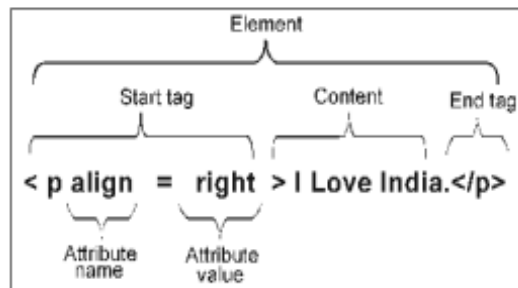 Element
Start tag Content End tag
< p align = right >I Love India.</p>
Attribute name Attribute value